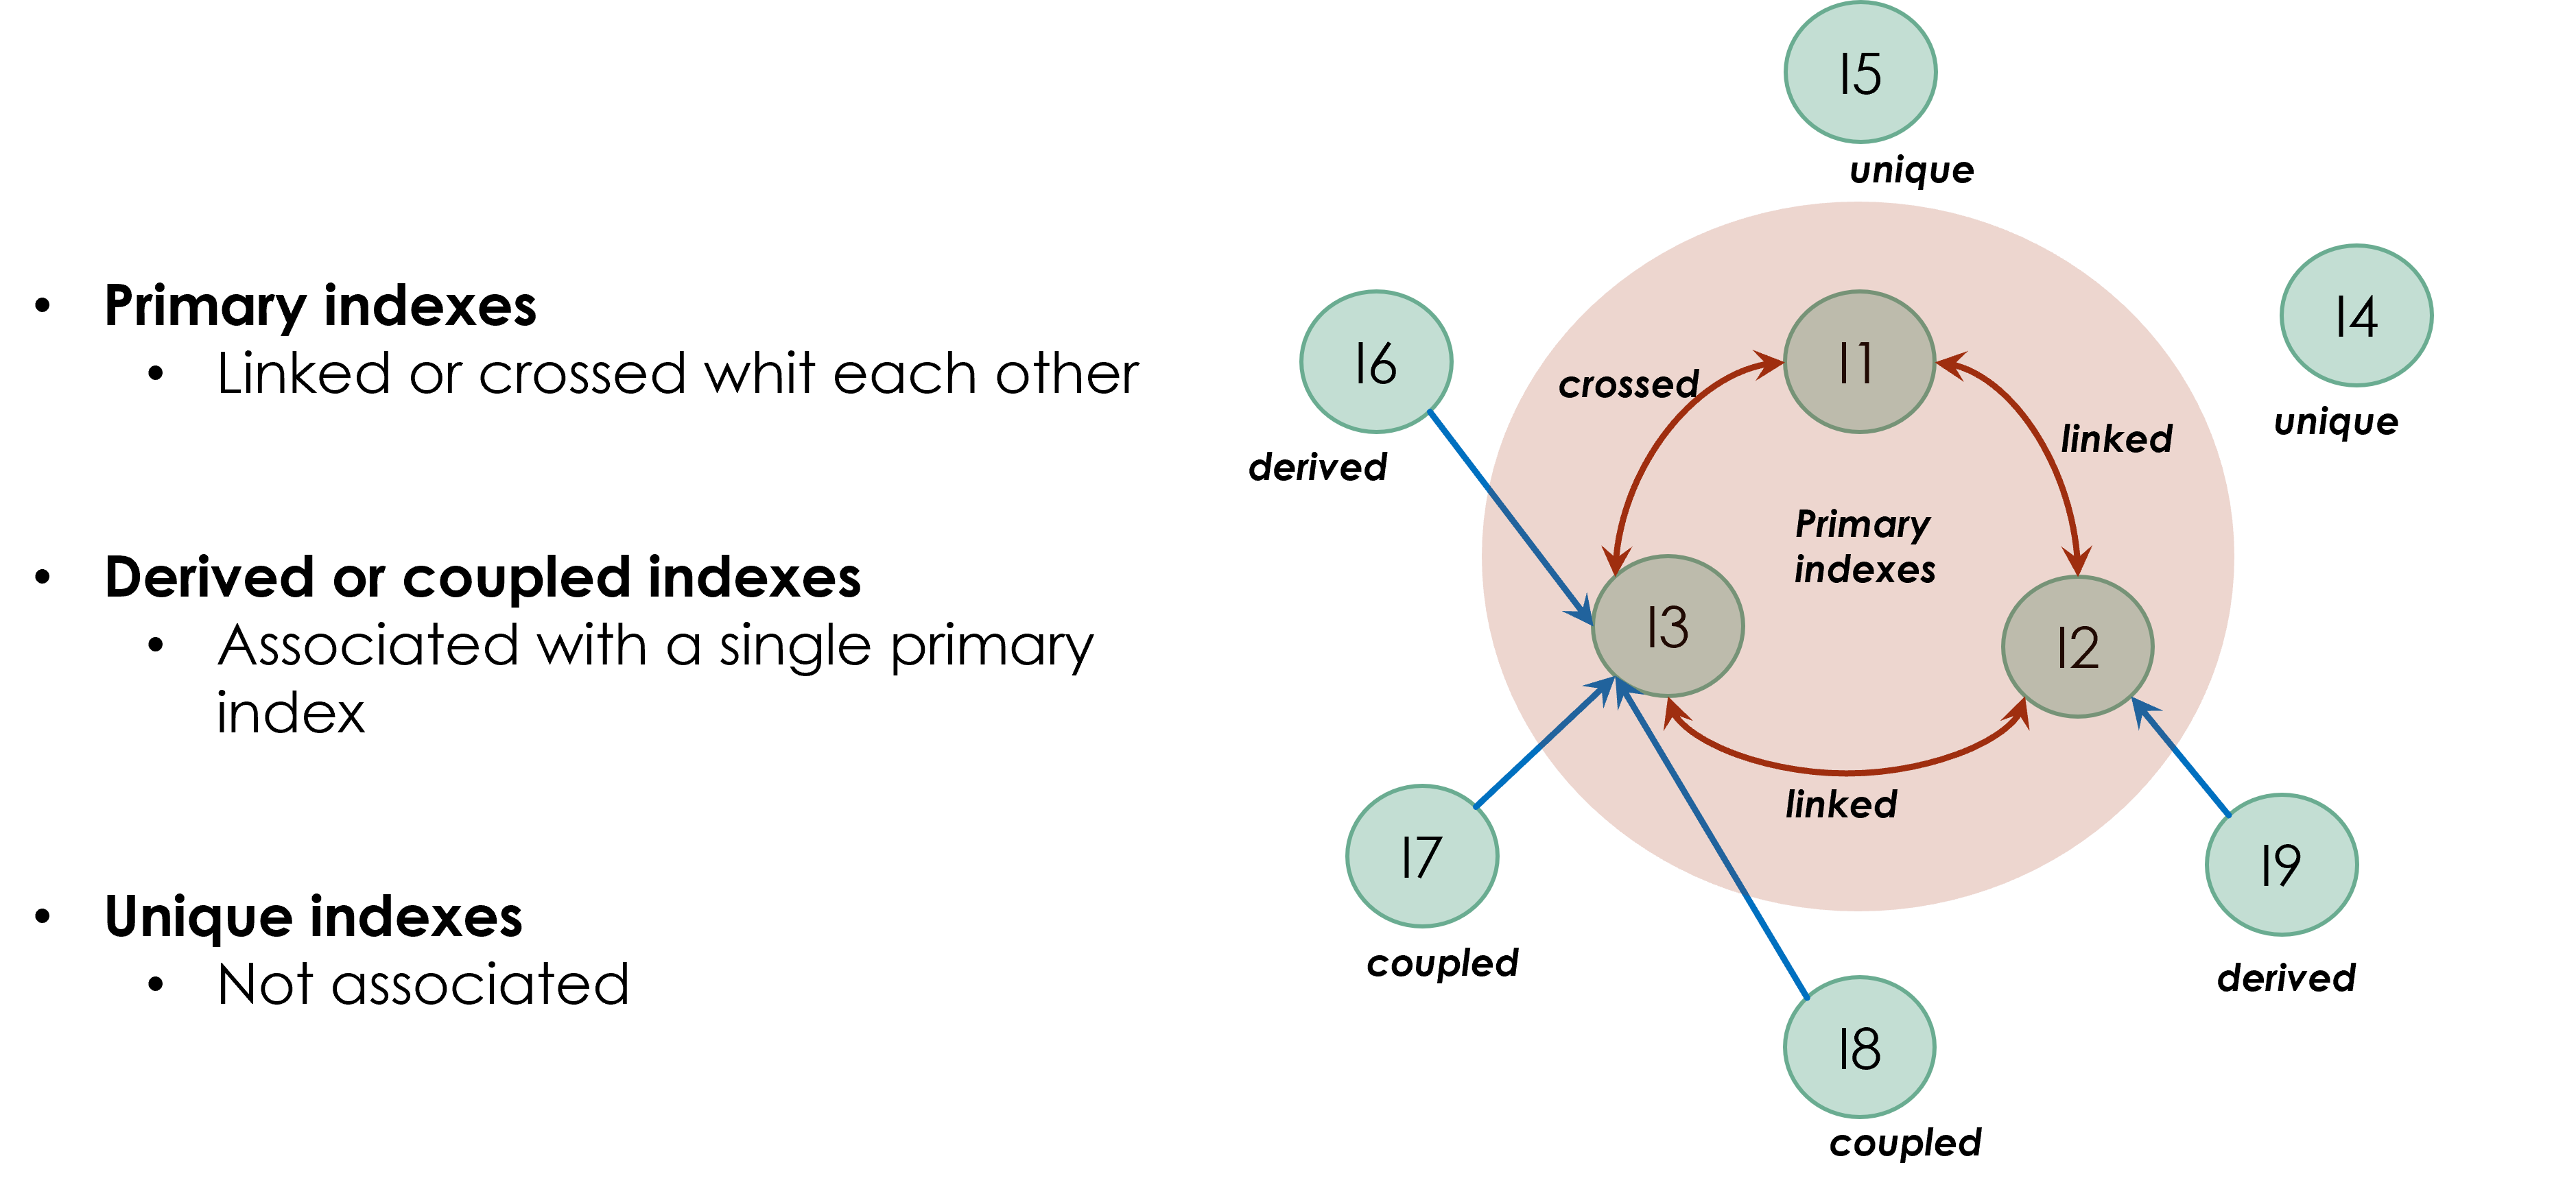 • Primary indexes
• Linked or crossed whit each other
• Derived or coupled indexes
• Associated with a single primary
index
• Unique indexes
• Not associated
I5
unique
I4
unique
I6
derived
I1
crossed
linked
Primary
indexes
I3
I2
linked
I7
coupled
I9
derived
I8
coupled